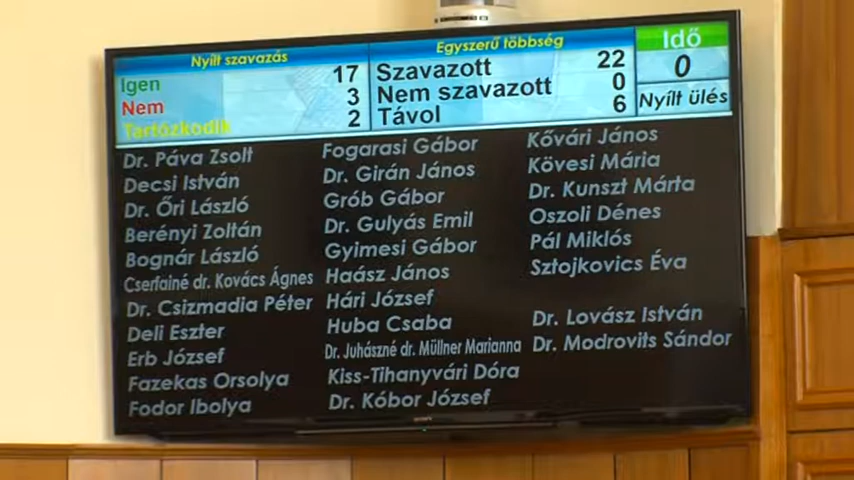 Nyílt szavazás
Igen 17
Nem 3
Tartózkodik 2
Egyszerű többség
Szavazott 22
Nem szavazott 0
Távol 6
Idő
0
Nyílt ülés
Dr. Páva Zsolt
Decsi István
Dr. Őri László
Berényi Zoltán
Bognár László
Cserfainé dr. Kovács Ágnes
Dr. Csizmadia Péter
Deli Eszter
Erb József
Fazekas Orsolya
Fodor Ibolya
Fogarasi Gábor
Dr. Girán János
Grób Gábor
Dr. Gulyás Emil
Gyimesi Gábor
Haász János
Hári József
Huba Csaba
Dr. Juhászné dr. Müllner Marianna
Kiss-Tihanyvári Dóra
Dr. Kóbor József
Kővári János
Kövesi Mária
Dr. Kunszt Márta
Oszoli Dénes
Pál Miklós
Sztojkovics Éva
Dr. Lovász István
Dr. Modrovits Sándor
SONY